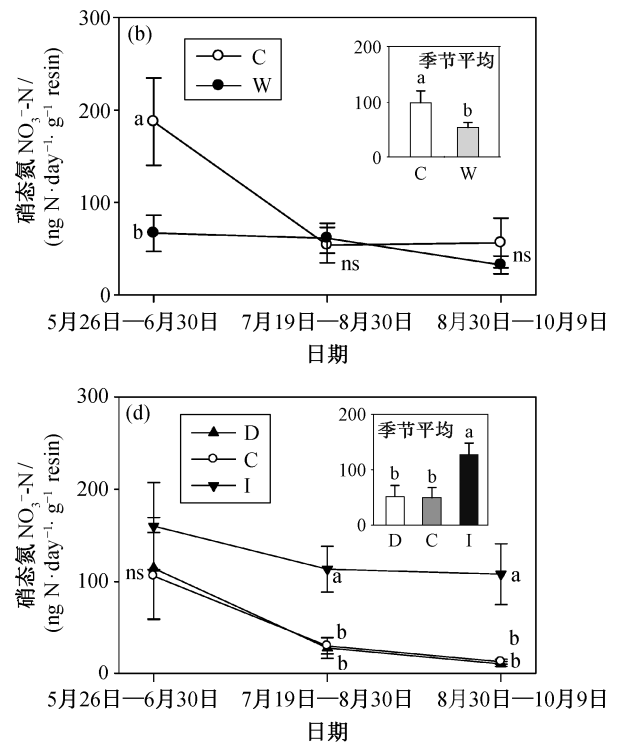 (b)
C
W
300
200
100
0
硝态氮 NO₃⁻-N/
(ng N·day⁻¹· g⁻¹ resin)
a
b
ns
ns
季节平均
200
100
0
a
b
C
W
5月26日—6月30日
7月19日—8月30日
8月30日—10月9日
日期
(d)
D
C
I
300
200
100
0
硝态氮 NO₃⁻-N/
(ng N·day⁻¹· g⁻¹ resin)
ns
a
b
b
a
b
b
季节平均
200
100
0
b
b
a
D
C
I
5月26日—6月30日
7月19日—8月30日
8月30日—10月9日
日期